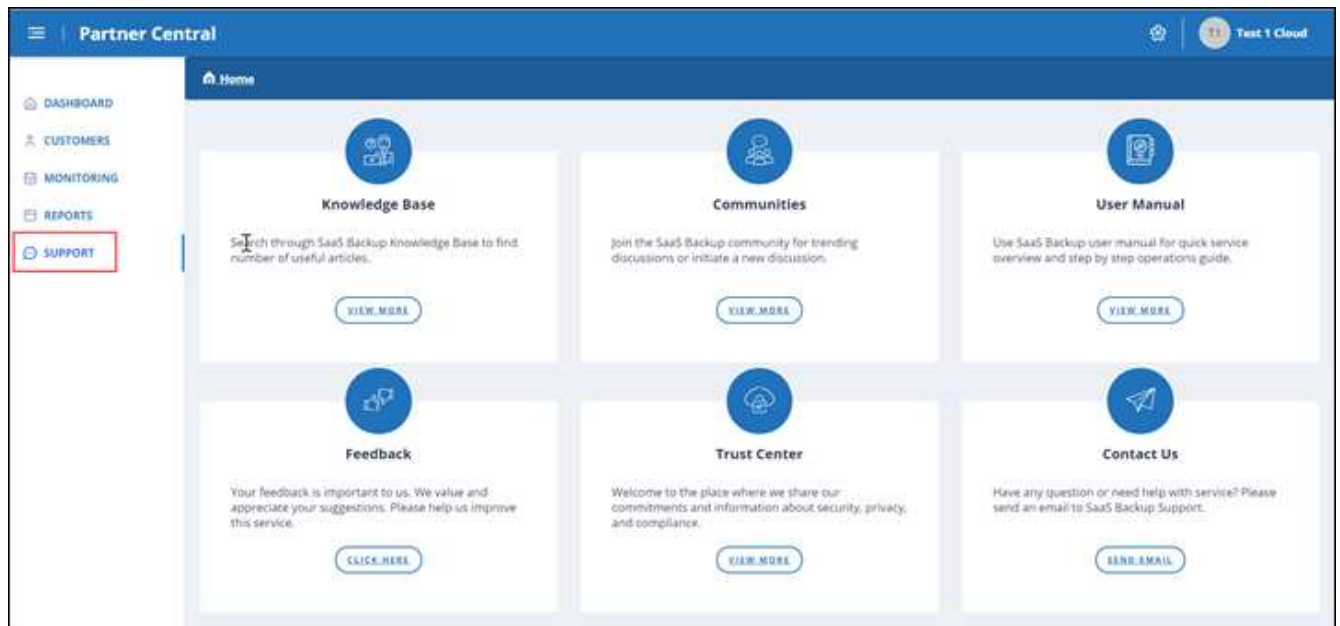 Partner Central
T1 Test 1 Cloud
Home
DASHBOARD
CUSTOMERS
MONITORING
REPORTS
SUPPORT
Knowledge Base
Search through SaaS Backup Knowledge Base to find
number of useful articles.
VIEW MORE
Communities
Join the SaaS Backup community for trending
discussions or initiate a new discussion.
VIEW MORE
User Manual
Use SaaS Backup user manual for quick service
overview and step by step operations guide.
VIEW MORE
Feedback
Your feedback is important to us. We value and
appreciate your suggestions. Please help us improve
this service.
CLICK HERE
Trust Center
Welcome to the place where we share our
commitments and information about security, privacy,
and compliance.
VIEW MORE
Contact Us
Have any question or need help with service? Please
send an email to SaaS Backup Support.
SEND EMAIL